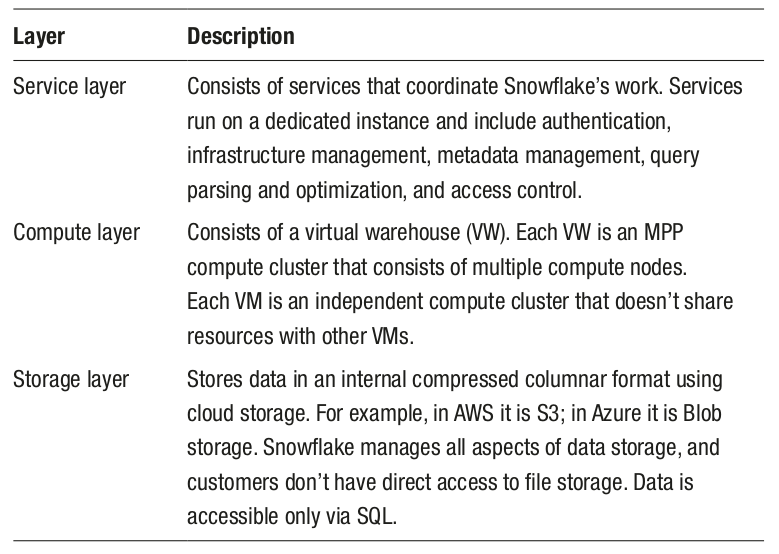 Layer Description
Service layer Consists of services that coordinate Snowflake's work. Services
run on a dedicated instance and include authentication,
infrastructure management, metadata management, query
parsing and optimization, and access control.
Compute layer Consists of a virtual warehouse (VW). Each VW is an MPP
compute cluster that consists of multiple compute nodes.
Each VM is an independent compute cluster that doesn't share
resources with other VMs.
Storage layer Stores data in an internal compressed columnar format using
cloud storage. For example, in AWS it is S3; in Azure it is Blob
storage. Snowflake manages all aspects of data storage, and
customers don't have direct access to file storage. Data is
accessible only via SQL.